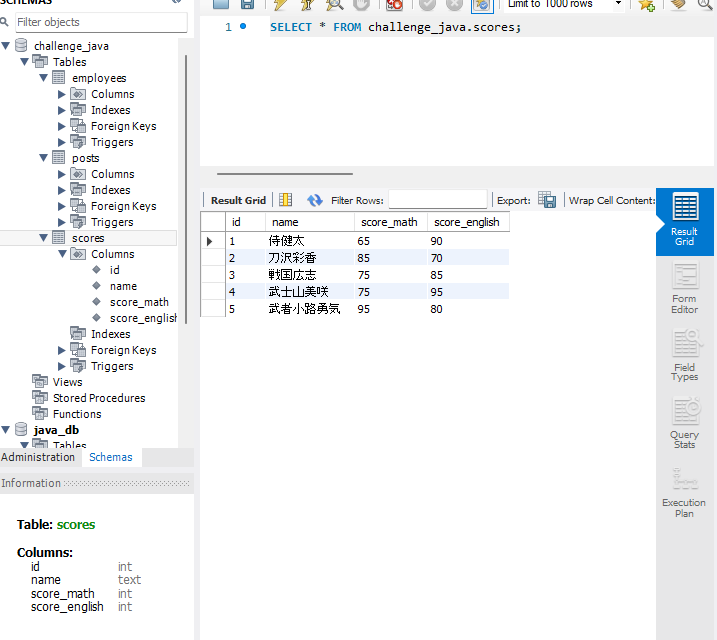 SCHEMAS
Filter objects
challenge_java
Tables
employees
Columns
Indexes
Foreign Keys
Triggers
posts
Columns
Indexes
Foreign Keys
Triggers
scores
Columns
id
name
score_math
score_english
Indexes
Foreign Keys
Triggers
Views
Stored Procedures
Functions
java_db
Tables
Administration Schemas
Information
Table: scores
Columns:
id int
name text
score_math int
score_english int
Limit to 1000 rows
1 SELECT * FROM challenge_java.scores;
Result Grid Filter Rows: Export: Wrap Cell Content:
id name score_math score_english
1 侍健太 65 90
2 刀沢彩香 85 70
3 戦国広志 75 85
4 武士山美咲 75 95
5 武者小路勇気 95 80
Result
Grid
Form
Editor
Field
Types
Query
Stats
Execution
Plan